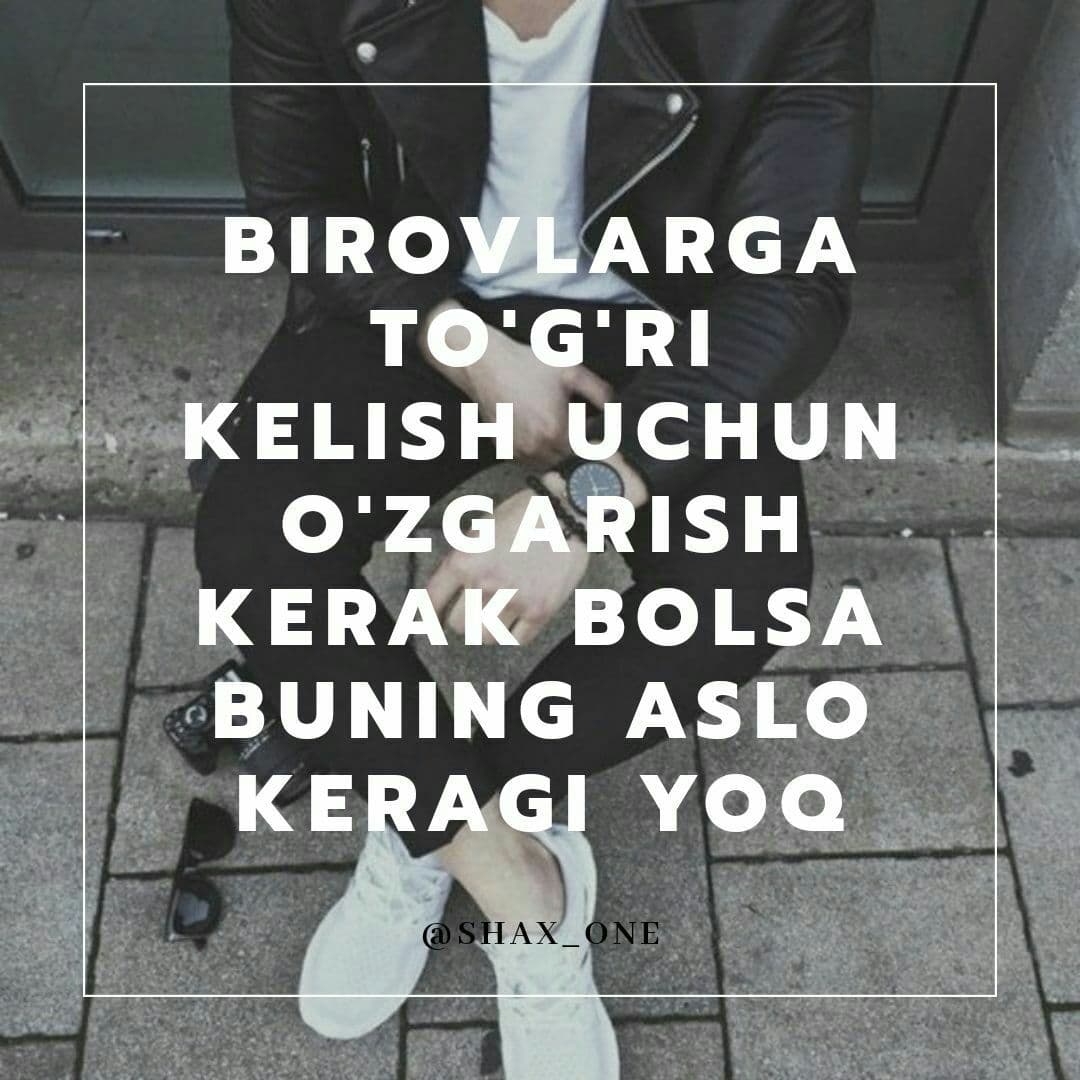 BIROVLARGA
TO'G'RI
KELISH UCHUN
O'ZGARISH
KERAK BOLSA
BUNING ASLO
KERAGI YOQ
@SHAX_ONE